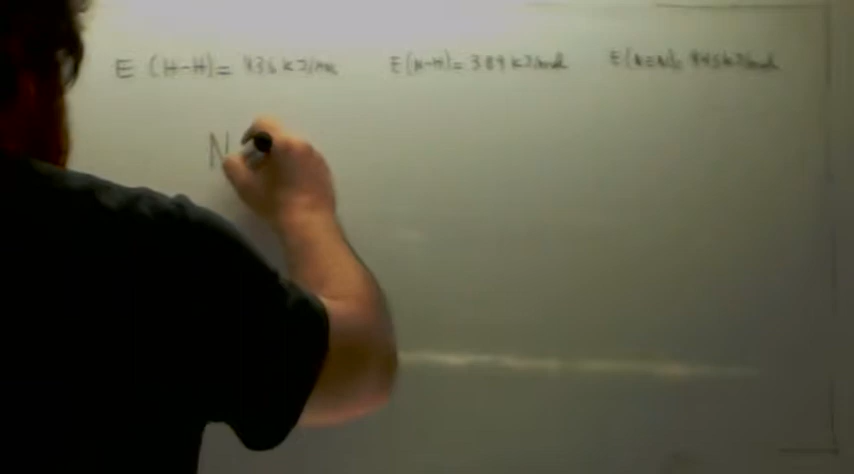 E (H-H)= 436 kJ/mol E(N-H)= 389 kJ/mol E(N≡N)= 945 kJ/mol
N